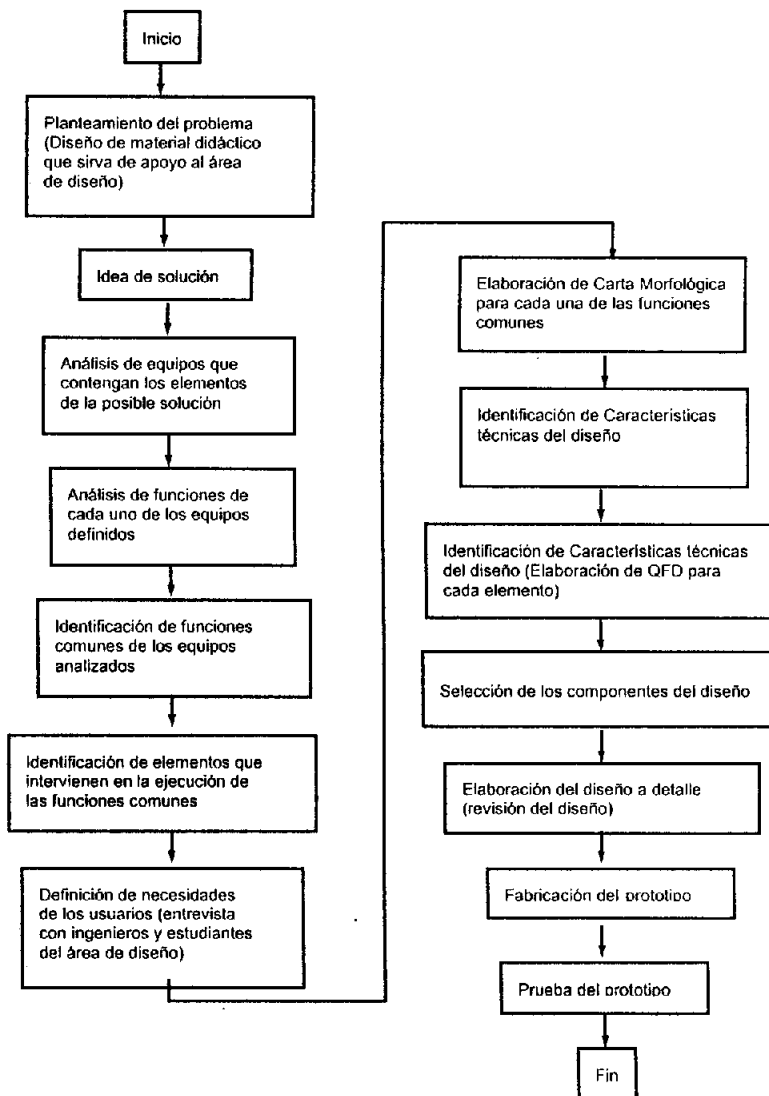 Inicio
Planteamiento del problema
(Diseño de material didáctico
que sirva de apoyo al área
de diseño)
Idea de solución
Análisis de equipos que
contengan los elementos
de la posible solución
Análisis de funciones de
cada uno de los equipos
definidos
Identificación de funciones
comunes de los equipos
analizados
Identificación de elementos que
intervienen en la ejecución de
las funciones comunes
Definición de necesidades
de los usuarios (entrevista
con ingenieros y estudiantes
del área de diseño)
Elaboración de Carta Morfológica
para cada una de las funciones
comunes
Identificación de Características
técnicas del diseño
Identificación de Características técnicas
del diseño (Elaboración de QFD para
cada elemento)
Selección de los componentes del diseño
Elaboración del diseño a detalle
(revisión del diseño)
Fabricación del prototipo
Prueba del prototipo
Fin